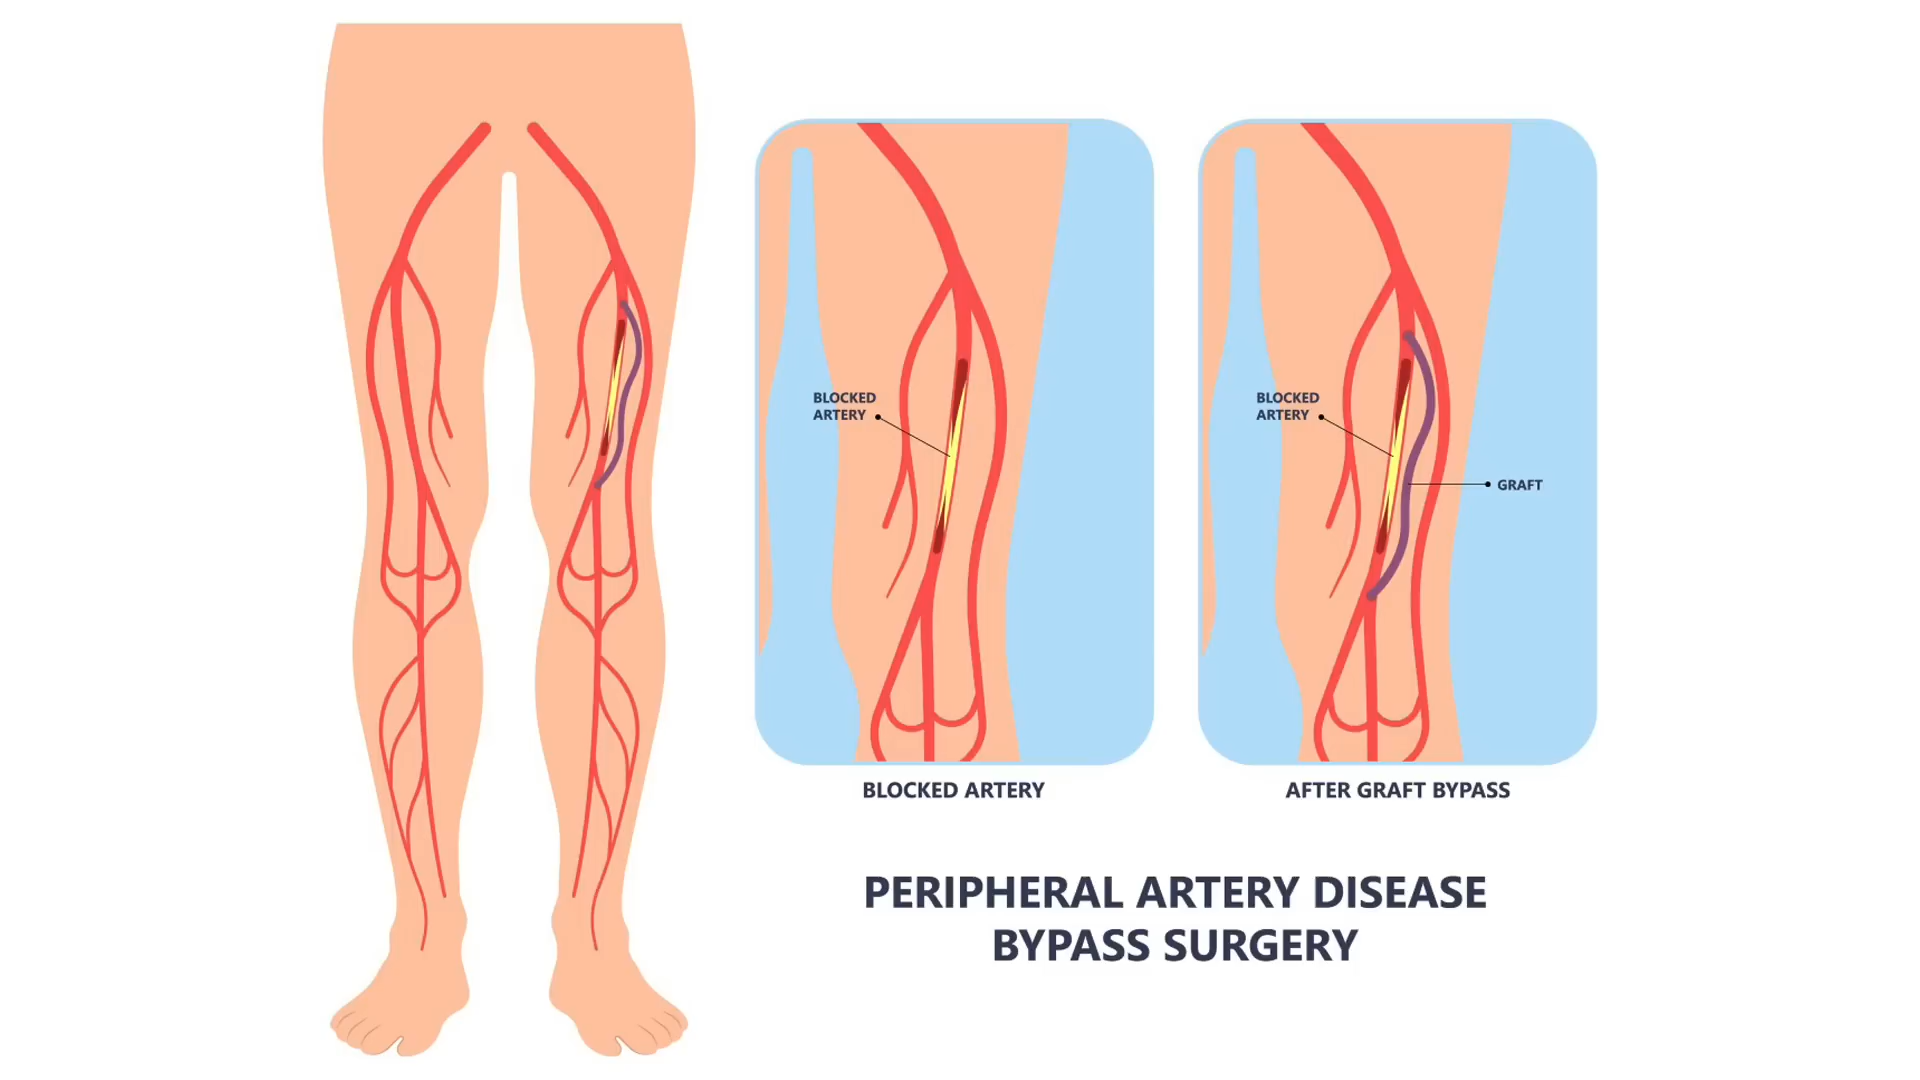 BLOCKED
ARTERY
BLOCKED ARTERY
BLOCKED
ARTERY
GRAFT
AFTER GRAFT BYPASS
PERIPHERAL ARTERY DISEASE
BYPASS SURGERY